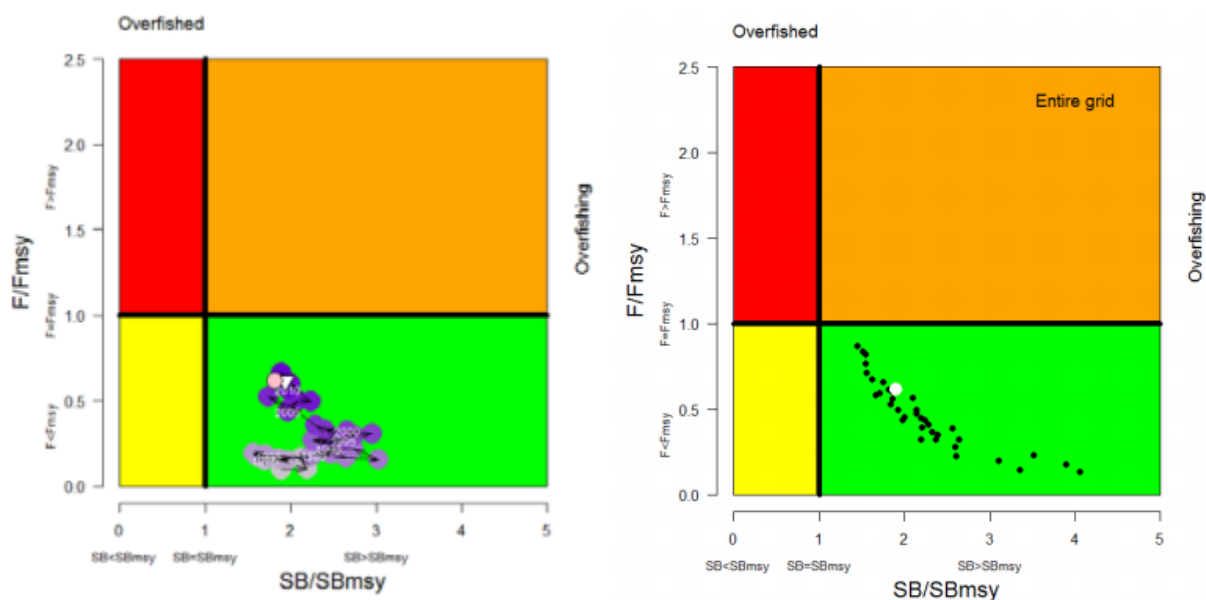 Overfished
2.5
2.0
1.5
1.0
0.5
0.0
F>Fmsy
F=Fmsy
F<Fmsy
F/Fmsy
Overfishing
0 1 2 3 4 5
SB<SBmsy SB=SBmsy SB>SBmsy
SB/SBmsy
Overfished
Entire grid
2.5
2.0
1.5
1.0
0.5
0.0
F>Fmsy
F=Fmsy
F<Fmsy
F/Fmsy
Overfishing
0 1 2 3 4 5
SB<SBmsy SB=SBmsy SB>SBmsy
SB/SBmsy